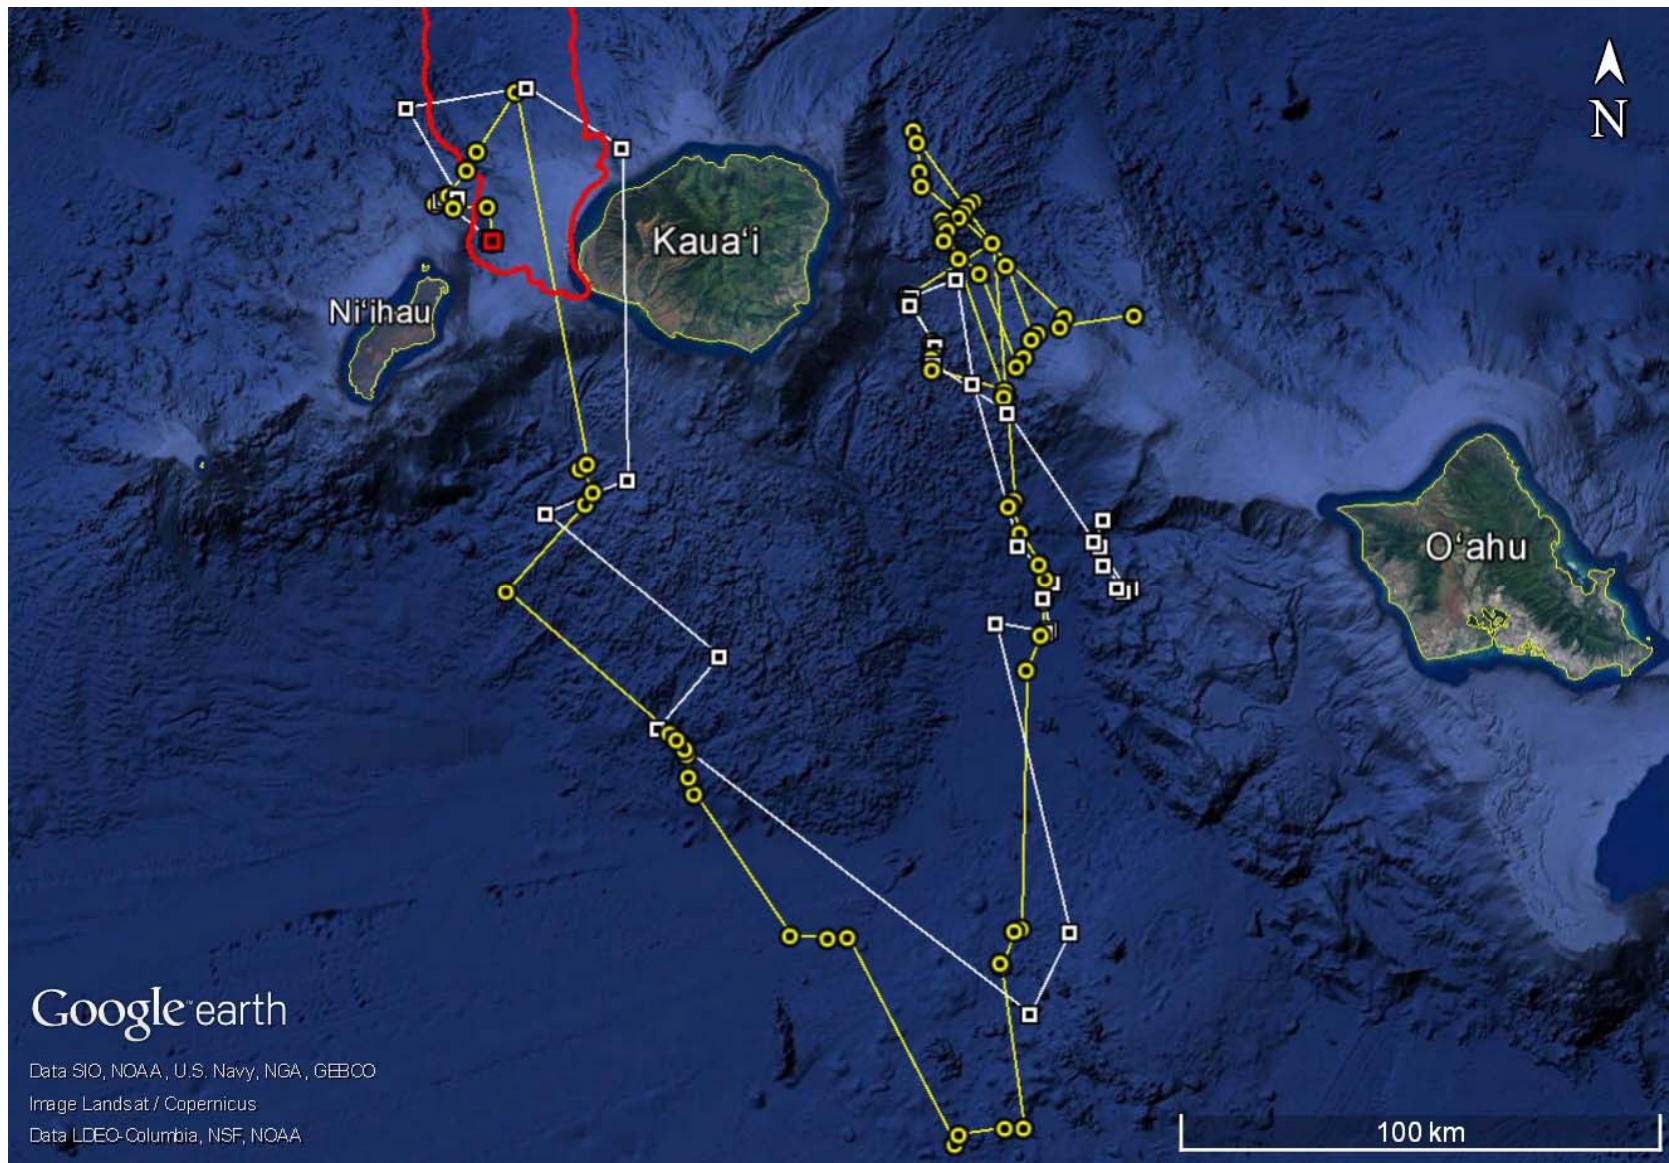 N
Kaua‘i
Ni‘ihau
O‘ahu
Google earth
Data SIO, NOAA, U.S. Navy, NGA, GEBCO
Image Landsat / Copernicus
Data LDEO-Columbia, NSF, NOAA
100 km